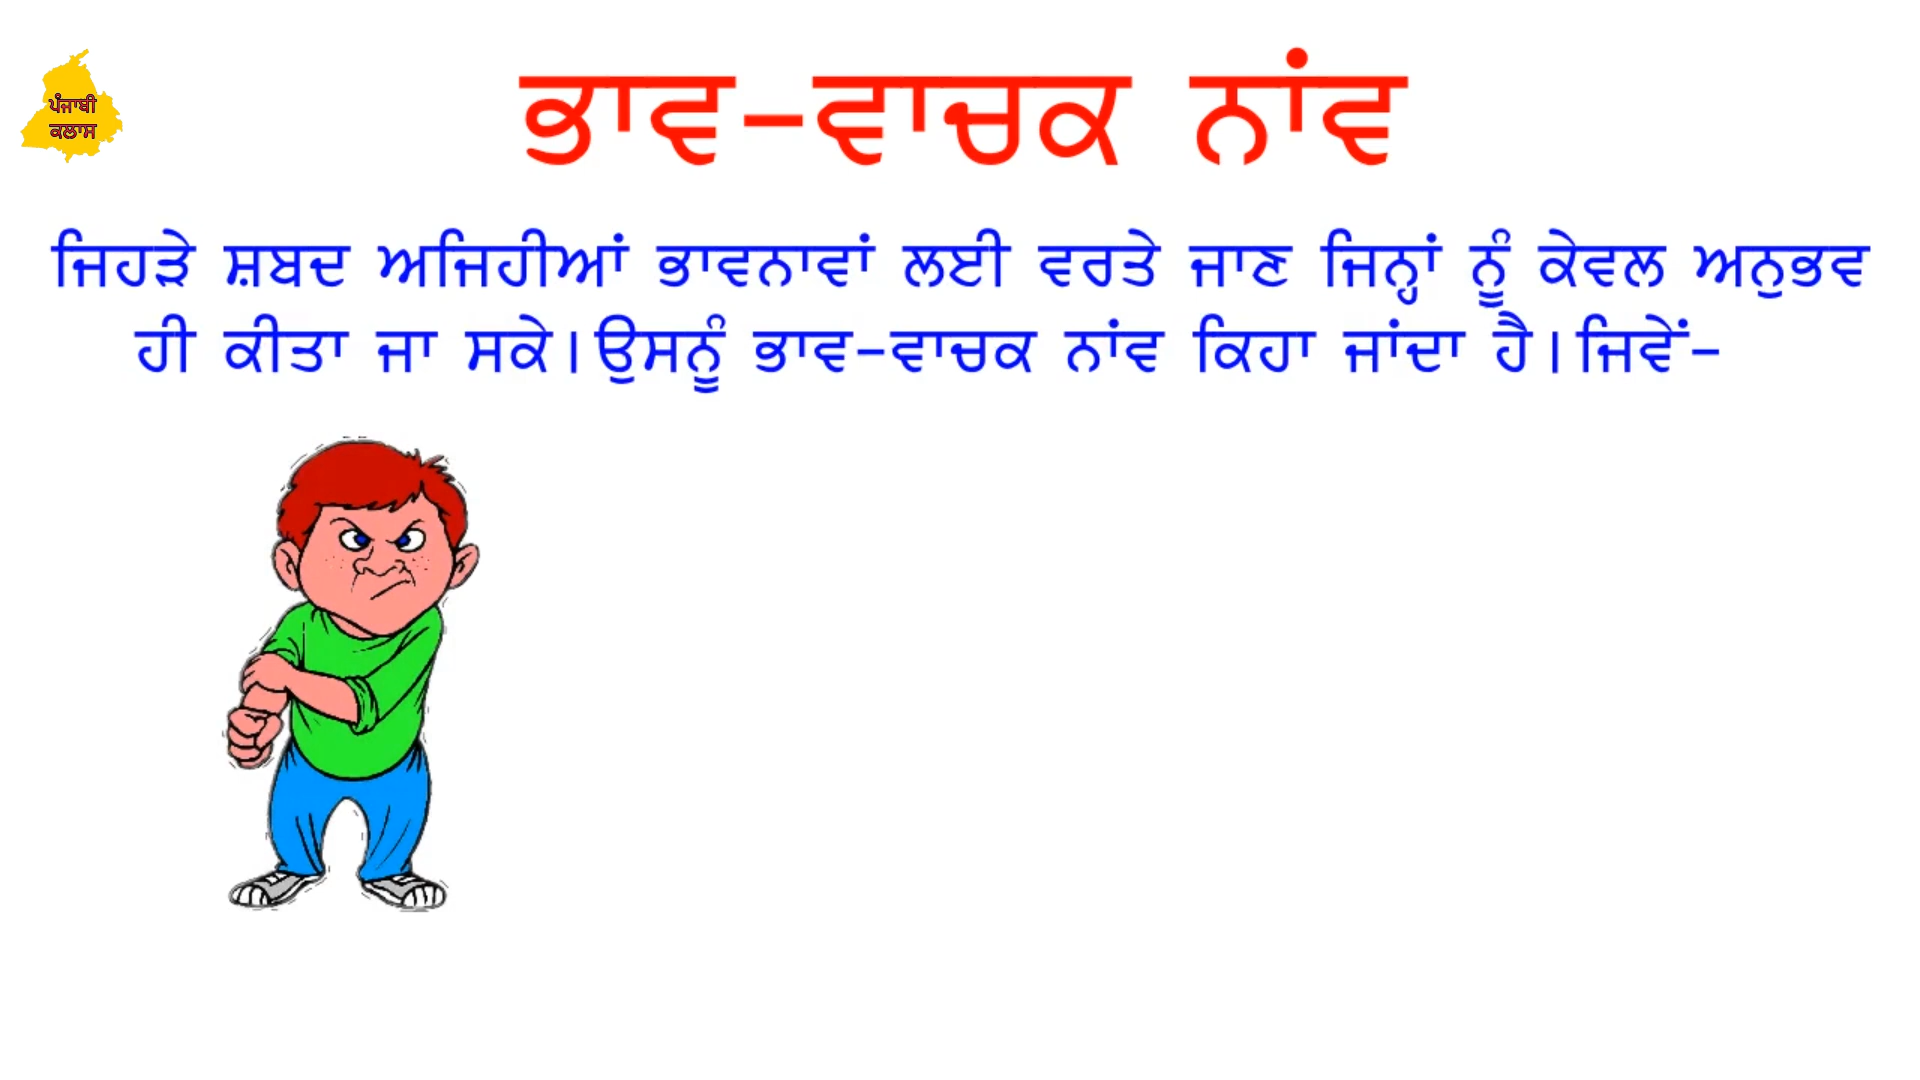 ਪੰਜਾਬੀ
ਕਲਾਸ
ਭਾਵ-ਵਾਚਕ ਨਾਂਵ
ਜਿਹੜੇ ਸ਼ਬਦ ਅਜਿਹੀਆਂ ਭਾਵਨਾਵਾਂ ਲਈ ਵਰਤੇ ਜਾਣ ਜਿਨ੍ਹਾਂ ਨੂੰ ਕੇਵਲ ਅਨੁਭਵ
ਹੀ ਕੀਤਾ ਜਾ ਸਕੇ।ਉਸਨੂੰ ਭਾਵ-ਵਾਚਕ ਨਾਂਵ ਕਿਹਾ ਜਾਂਦਾ ਹੈ।ਜਿਵੇਂ-